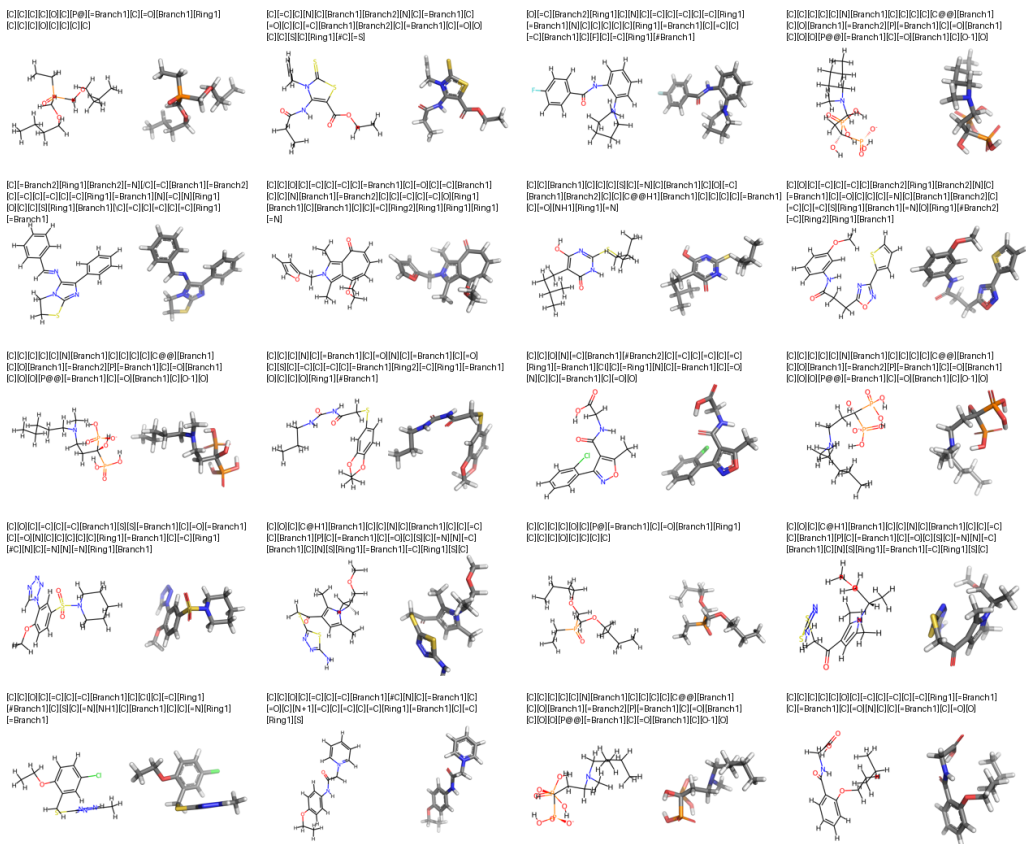 [C][C][C][C][O][C][P@][=Branch1][C][=O][Branch1][Ring1]
[C][C][C][C][O][C][C][C][C]
[C][=C][C][N][C][Branch1][Branch2][N][C][=Branch1][C]
[=O][C][C][=C][Branch1][Branch2][C][=Branch1][C][=O][O]
[C][C][S][C][Ring1][#C][=S]
[O][=C][Branch2][Ring1][C][N][C][=C][C][=C][C][=C][Ring1]
[=Branch1][N][C][C][C][C][C][Ring1][=Branch1][C][=C][C]
[=C][Branch1][C][F][C][=C][Ring1][#Branch1]
[C][C][C][C][C][N][Branch1][C][C][C][C][C@@][Branch1]
[C][O][Branch1][=Branch2][P][=Branch1][C][=O][Branch1]
[C][O][O][P@@][=Branch1][C][=O][Branch1][C][O-1][O]
[C][=Branch2][Ring1][Branch2][=N][/C][=C][Branch1][=Branch2]
[C][=C][C][=C][C][=C][Ring1][=Branch1][N][=C][N][Ring1]
[O][C][C][S][Ring1][Branch1][\C][=C][C][=C][C][=C][Ring1]
[=Branch1]
[C][C][O][C][=C][C][=C][C][=Branch1][C][=O][C][=C][Branch1]
[C][C][N][Branch1][=Branch2][C][C][=C][C][=C][O][Ring1]
[Branch1][C][Branch1][C][C][=C][Ring2][Ring1][Ring1][Ring1]
[=N]
[C][C][Branch1][C][C][C][S][C][=N][C][Branch1][C][O][=C]
[Branch1][Branch2][C][C][C@@H1][Branch1][C][C][C][C][=Branch1]
[C][=O][NH1][Ring1][=N]
[C][O][C][=C][C][=C][C][Branch2][Ring1][Branch2][N][C]
[=Branch1][C][=O][C][C][C][=N][C][Branch1][Branch2][C]
[=C][C][=C][S][Ring1][Branch1][=N][O][Ring1][#Branch2]
[=C][Ring2][Ring1][Branch1]
[C][C][C][C][C][N][Branch1][C][C][C][C][C@@][Branch1]
[C][O][Branch1][=Branch2][P][=Branch1][C][=O][Branch1]
[C][O][O][P@@][=Branch1][C][=O][Branch1][C][O-1][O]
[C][C][C][N][C][=Branch1][C][=O][N][C][=Branch1][C][=O]
[C][S][C][=C][C][=C][C][=Branch1][Ring2][=C][Ring1][=Branch1]
[O][C][C][O][Ring1][#Branch1]
[C][C][O][N][=C][Branch1][#Branch2][C][=C][C][=C][C][=C]
[Ring1][=Branch1][Cl][C][=Ring1][=N][C][=Branch1][C][=O]
[N][C][C][=Branch1][C][=O][O]
[C][C][C][C][C][N][Branch1][C][C][C][C][C@@][Branch1]
[C][O][Branch1][=Branch2][P][=Branch1][C][=O][Branch1]
[C][O][O][P@@][=Branch1][C][=O][Branch1][C][O-1][O]
[C][O][C][=C][C][=C][Branch1][S][S][=Branch1][C][=O][=Branch1]
[C][=O][N][C][C][C][C][C][Ring1][=Branch1][C][=C][Ring1]
[#C][N][C][=N][N][=N][Ring1][Branch1]
[C][O][C][C@H1][Branch1][C][C][N][C][Branch1][C][C][=C]
[C][Branch1][P][C][=Branch1][C][=O][C][S][C][=N][N][=C]
[Branch1][C][N][S][Ring1][=Branch1][=C][Ring1][S][C]
[C][C][C][C][O][C][P@][=Branch1][C][=O][Branch1][Ring1]
[C][C][C][C][O][C][C][C][C]
[C][O][C][C@H1][Branch1][C][C][N][C][Branch1][C][C][=C]
[C][Branch1][P][C][=Branch1][C][=O][C][S][C][=N][N][=C]
[Branch1][C][N][S][Ring1][=Branch1][=C][Ring1][S][C]
[C][C][O][C][=C][C][=C][Branch1][C][Cl][C][=C][Ring1]
[#Branch1][C][S][C][=N][NH1][C][Branch1][C][C][=N][Ring1]
[=Branch1]
[C][C][O][C][=C][C][=C][Branch1][#C][N][C][=Branch1][C]
[=O][C][N+1][=C][C][=C][C][=C][Ring1][=Branch1][C][=C]
[Ring1][S]
[C][C][C][C][C][N][Branch1][C][C][C][C][C@@][Branch1]
[C][O][Branch1][=Branch2][P][=Branch1][C][=O][Branch1]
[C][O][O][P@@][=Branch1][C][=O][Branch1][C][O-1][O]
[C][C][C][C][C][O][C][=C][C][=C][C][=C][Ring1][=Branch1]
[C][=Branch1][C][=O][N][C][C][=Branch1][C][=O][O]